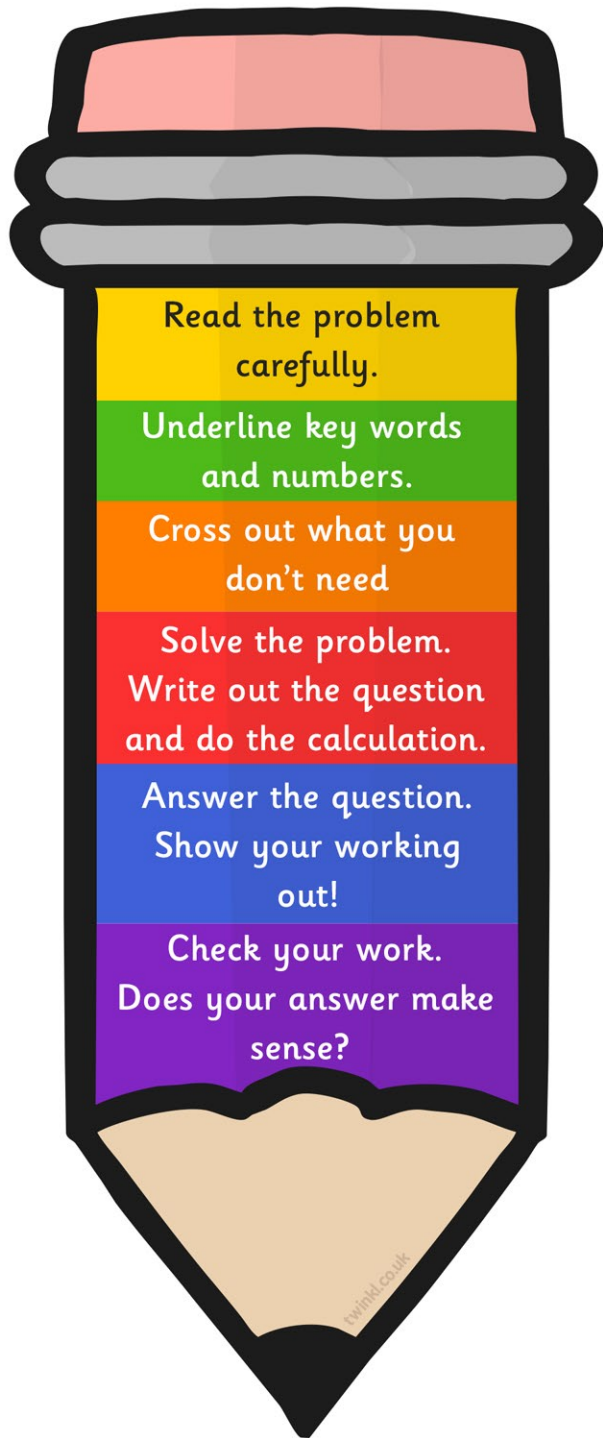 Read the problem
carefully.
Underline key words
and numbers.
Cross out what you
don't need
Solve the problem.
Write out the question
and do the calculation.
Answer the question.
Show your working
out!
Check your work.
Does your answer make
sense?
twinkl.co.uk